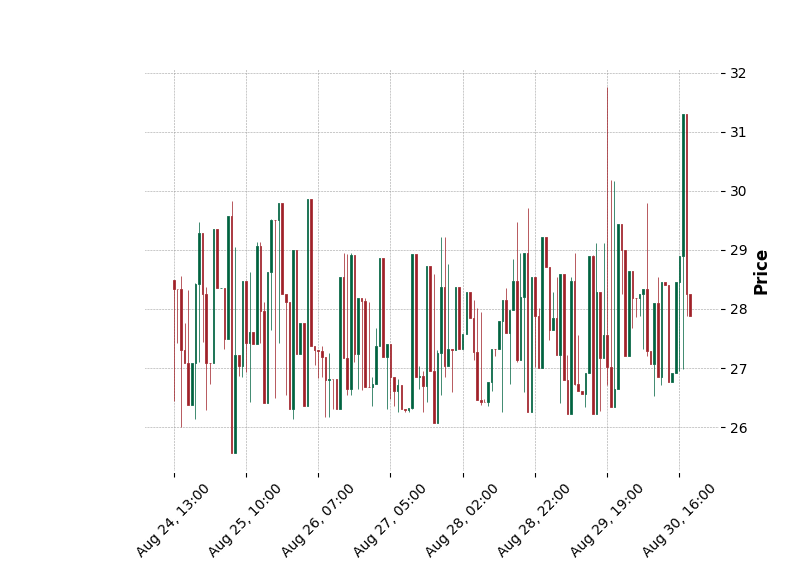 32
31
30
29
28
27
26
Price
Aug 24, 13:00
Aug 25, 10:00
Aug 26, 07:00
Aug 27, 05:00
Aug 28, 02:00
Aug 28, 22:00
Aug 29, 19:00
Aug 30, 16:00